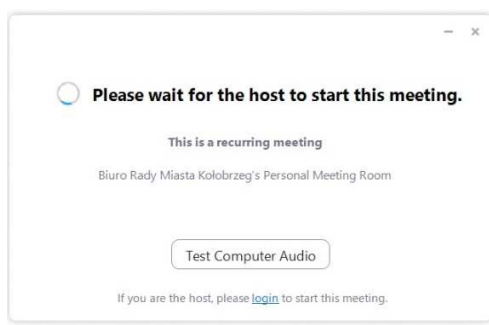 Please wait for the host to start this meeting.
This is a recurring meeting
Biuro Rady Miasta Kołobrzeg's Personal Meeting Room
Test Computer Audio
If you are the host, please login to start this meeting.